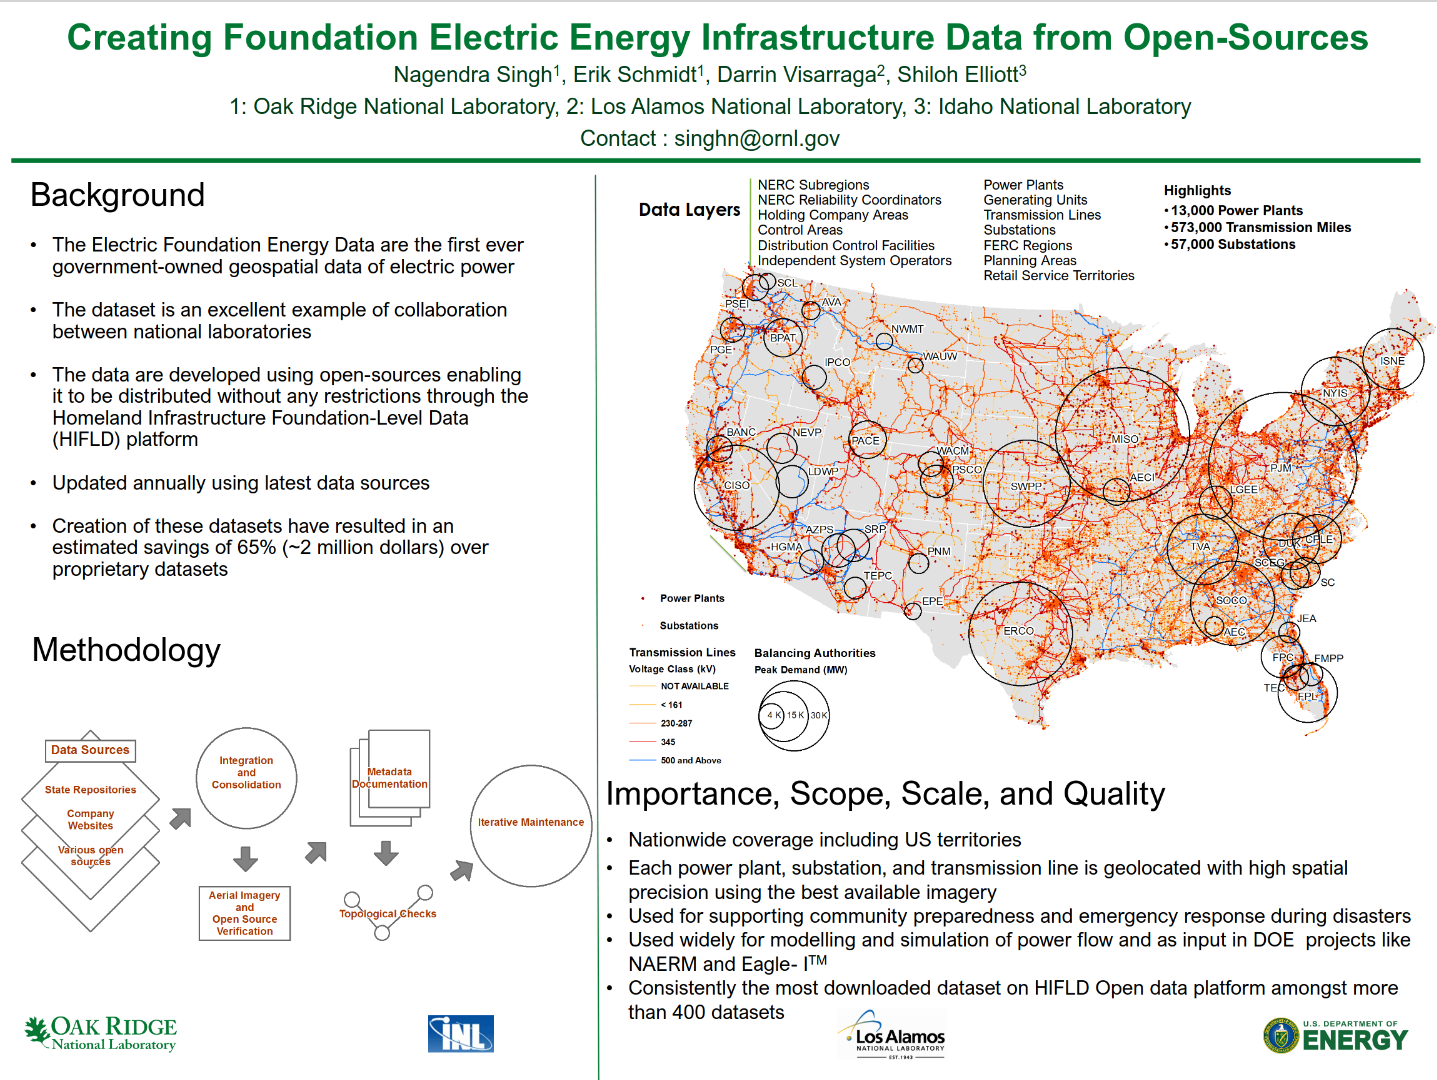 Creating Foundation Electric Energy Infrastructure Data from Open-Sources
Nagendra Singh1, Erik Schmidt1, Darrin Visarraga2, Shiloh Elliott3
1: Oak Ridge National Laboratory, 2: Los Alamos National Laboratory, 3: Idaho National Laboratory
Contact : singhn@ornl.gov
Background
• The Electric Foundation Energy Data are the first ever
government-owned geospatial data of electric power
• The dataset is an excellent example of collaboration
between national laboratories
• The data are developed using open-sources enabling
it to be distributed without any restrictions through the
Homeland Infrastructure Foundation-Level Data
(HIFLD) platform
• Updated annually using latest data sources
• Creation of these datasets have resulted in an
estimated savings of 65% (~2 million dollars) over
proprietary datasets
Methodology
Data Sources
State Repositories
Company
Websites
Various open
sources
Integration
and
Consolidation
Aerial Imagery
and
Open Source
Verification
Metadata
Documentation
Topological Checks
Iterative Maintenance
OAK RIDGE
National Laboratory
INL
Data Layers
NERC Subregions
NERC Reliability Coordinators
Holding Company Areas
Control Areas
Distribution Control Facilities
Independent System Operators
Power Plants
Generating Units
Transmission Lines
Substations
FERC Regions
Planning Areas
Retail Service Territories
Highlights
• 13,000 Power Plants
• 573,000 Transmission Miles
• 57,000 Substations
SCL
PSEI
AVA
PGE
BPAT
NWMT
WAUW
IPCO
ISNE
NYIS
BANC
NEVP
PACE
WACM
PSCO
MISO
CISO
LDWP
SWPP
AECI
PJM
LGEE
AZPS
SRP
HGMA
PNM
TEPC
EPE
TVA
DUK
CPLE
SCEG
SC
SOCO
AEC
JEA
ERCO
FPC
FMPP
TEC
FPL
Power Plants
Substations
Transmission Lines
Voltage Class (kV)
NOT AVAILABLE
< 161
230-287
345
500 and Above
Balancing Authorities
Peak Demand (MW)
4 K
15 K
30K
Importance, Scope, Scale, and Quality
• Nationwide coverage including US territories
• Each power plant, substation, and transmission line is geolocated with high spatial
precision using the best available imagery
• Used for supporting community preparedness and emergency response during disasters
• Used widely for modelling and simulation of power flow and as input in DOE projects like
NAERM and Eagle- ITM
• Consistently the most downloaded dataset on HIFLD Open data platform amongst more
than 400 datasets
Los Alamos
NATIONAL LABORATORY
EST. 1943
U.S. DEPARTMENT OF
ENERGY